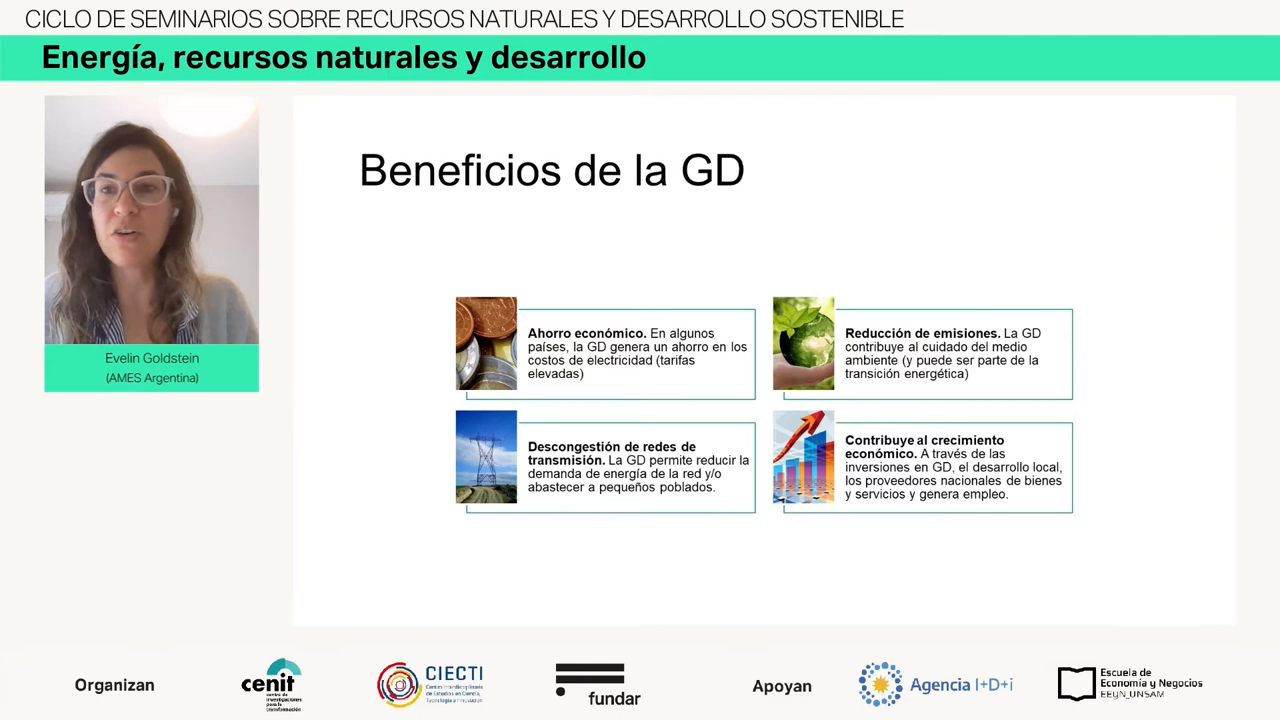 CICLO DE SEMINARIOS SOBRE RECURSOS NATURALES Y DESARROLLO SOSTENIBLE
Energía, recursos naturales y desarrollo
Evelin Goldstein
(AMES Argentina)
Beneficios de la GD
Ahorro económico. En algunos
países, la GD genera un ahorro en los
costos de electricidad (tarifas
elevadas)
Reducción de emisiones. La GD
contribuye al cuidado del medio
ambiente (y puede ser parte de la
transición energética)
Descongestión de redes de
transmisión. La GD permite reducir la
demanda de energía de la red y/o
abastecer a pequeños poblados.
Contribuye al crecimiento
económico. A través de las
inversiones en GD, el desarrollo local,
los proveedores nacionales de bienes
y servicios y genera empleo.
Organizan
cenit
centro de
investigaciones
para la
transformación
CIECTI
Centro Interdisciplinario
de Estudios en Ciencia,
Tecnología e Innovación
fundar
Apoyan
Agencia I+D+i
Escuela de
Economía y Negocios
EEYN_UNSAM